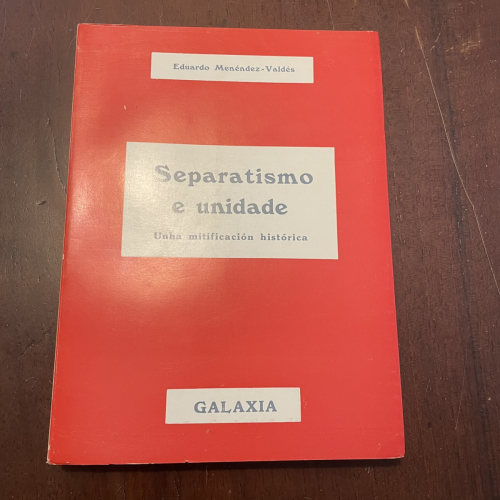 Eduardo Menéndez-Valdés
Separatismo
e unidade
Unha mitificación histórica
GALAXIA